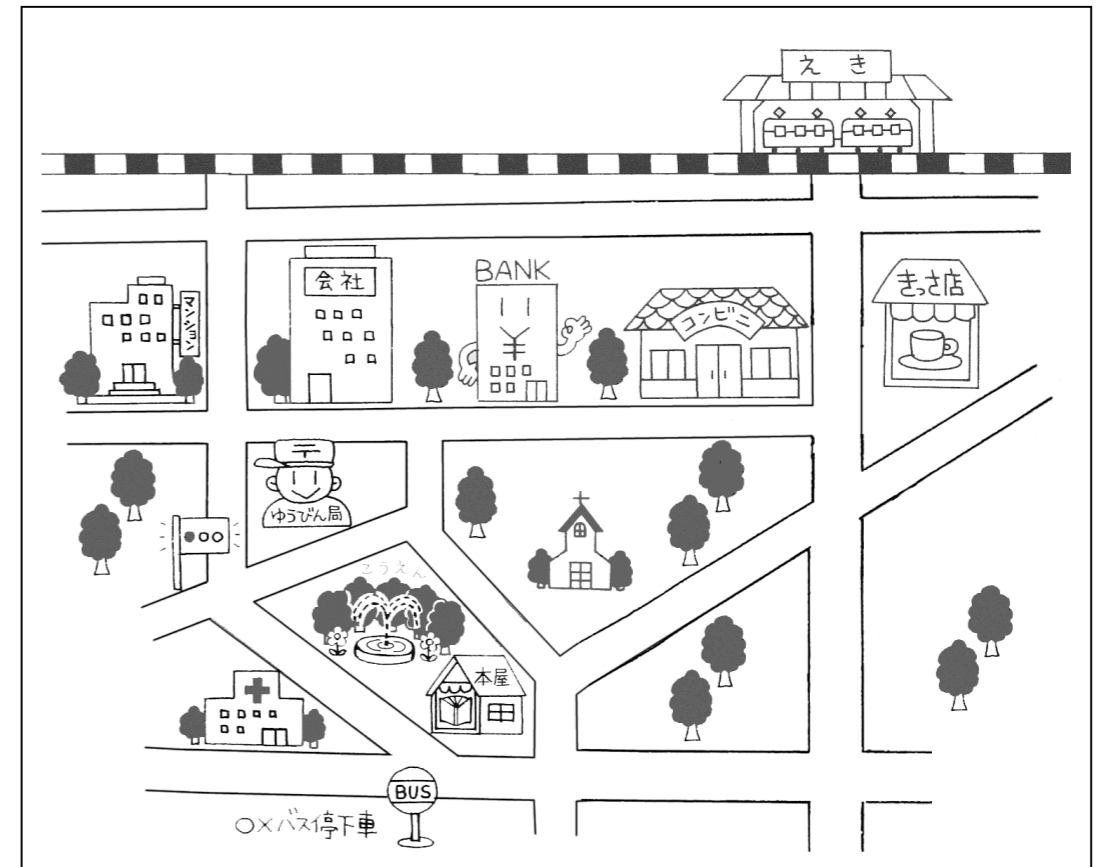 えき
マンション
会社
BANK
¥
コンビニ
きっさ店
〒
ゆうびん局
こうえん
本屋
BUS
○×バス停下車